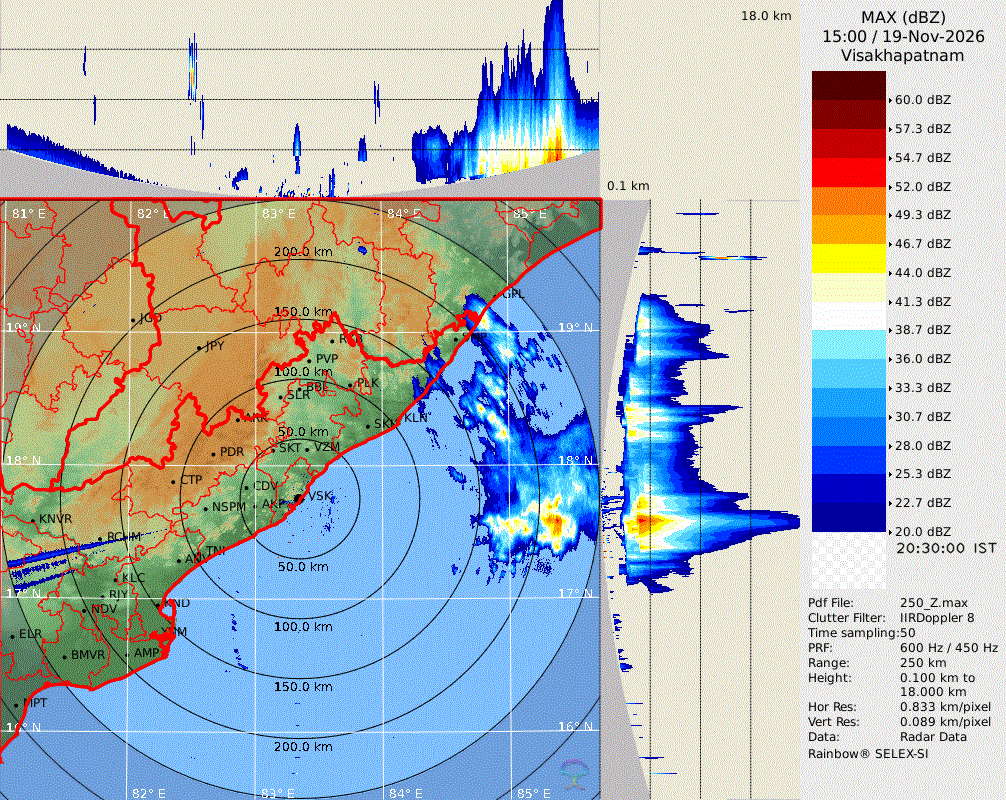 18.0 km
MAX (dBZ)
15:00 / 19-Nov-2026
Visakhapatnam
60.0 dBZ
57.3 dBZ
54.7 dBZ
52.0 dBZ
49.3 dBZ
46.7 dBZ
44.0 dBZ
41.3 dBZ
38.7 dBZ
36.0 dBZ
33.3 dBZ
30.7 dBZ
28.0 dBZ
25.3 dBZ
22.7 dBZ
20.0 dBZ
20:30:00 IST
0.1 km
81° E
82° E
83° E
84° E
85° E
200.0 km
GPL
150.0 km
JGD
19° N
19° N
JPY
PVP
100.0 km
BBL
PLK
SLR
ARK
KLN
50.0 km
PDR
SKT
VZM
18° N
18° N
CTP
CDV
VSK
NSPM
AKP
KNVR
TNI
50.0 km
KLC
RJY
17° N
17° N
NDV
KND
100.0 km
ELR
YNM
BMVR
AMP
150.0 km
MPT
16° N
16° N
200.0 km
82° E
83° E
84° E
85° E
Pdf File: 250_Z.max
Clutter Filter: IIRDoppler 8
Time sampling:50
PRF: 600 Hz / 450 Hz
Range: 250 km
Height: 0.100 km to
18.000 km
Hor Res: 0.833 km/pixel
Vert Res: 0.089 km/pixel
Data: Radar Data
Rainbow® SELEX-SI